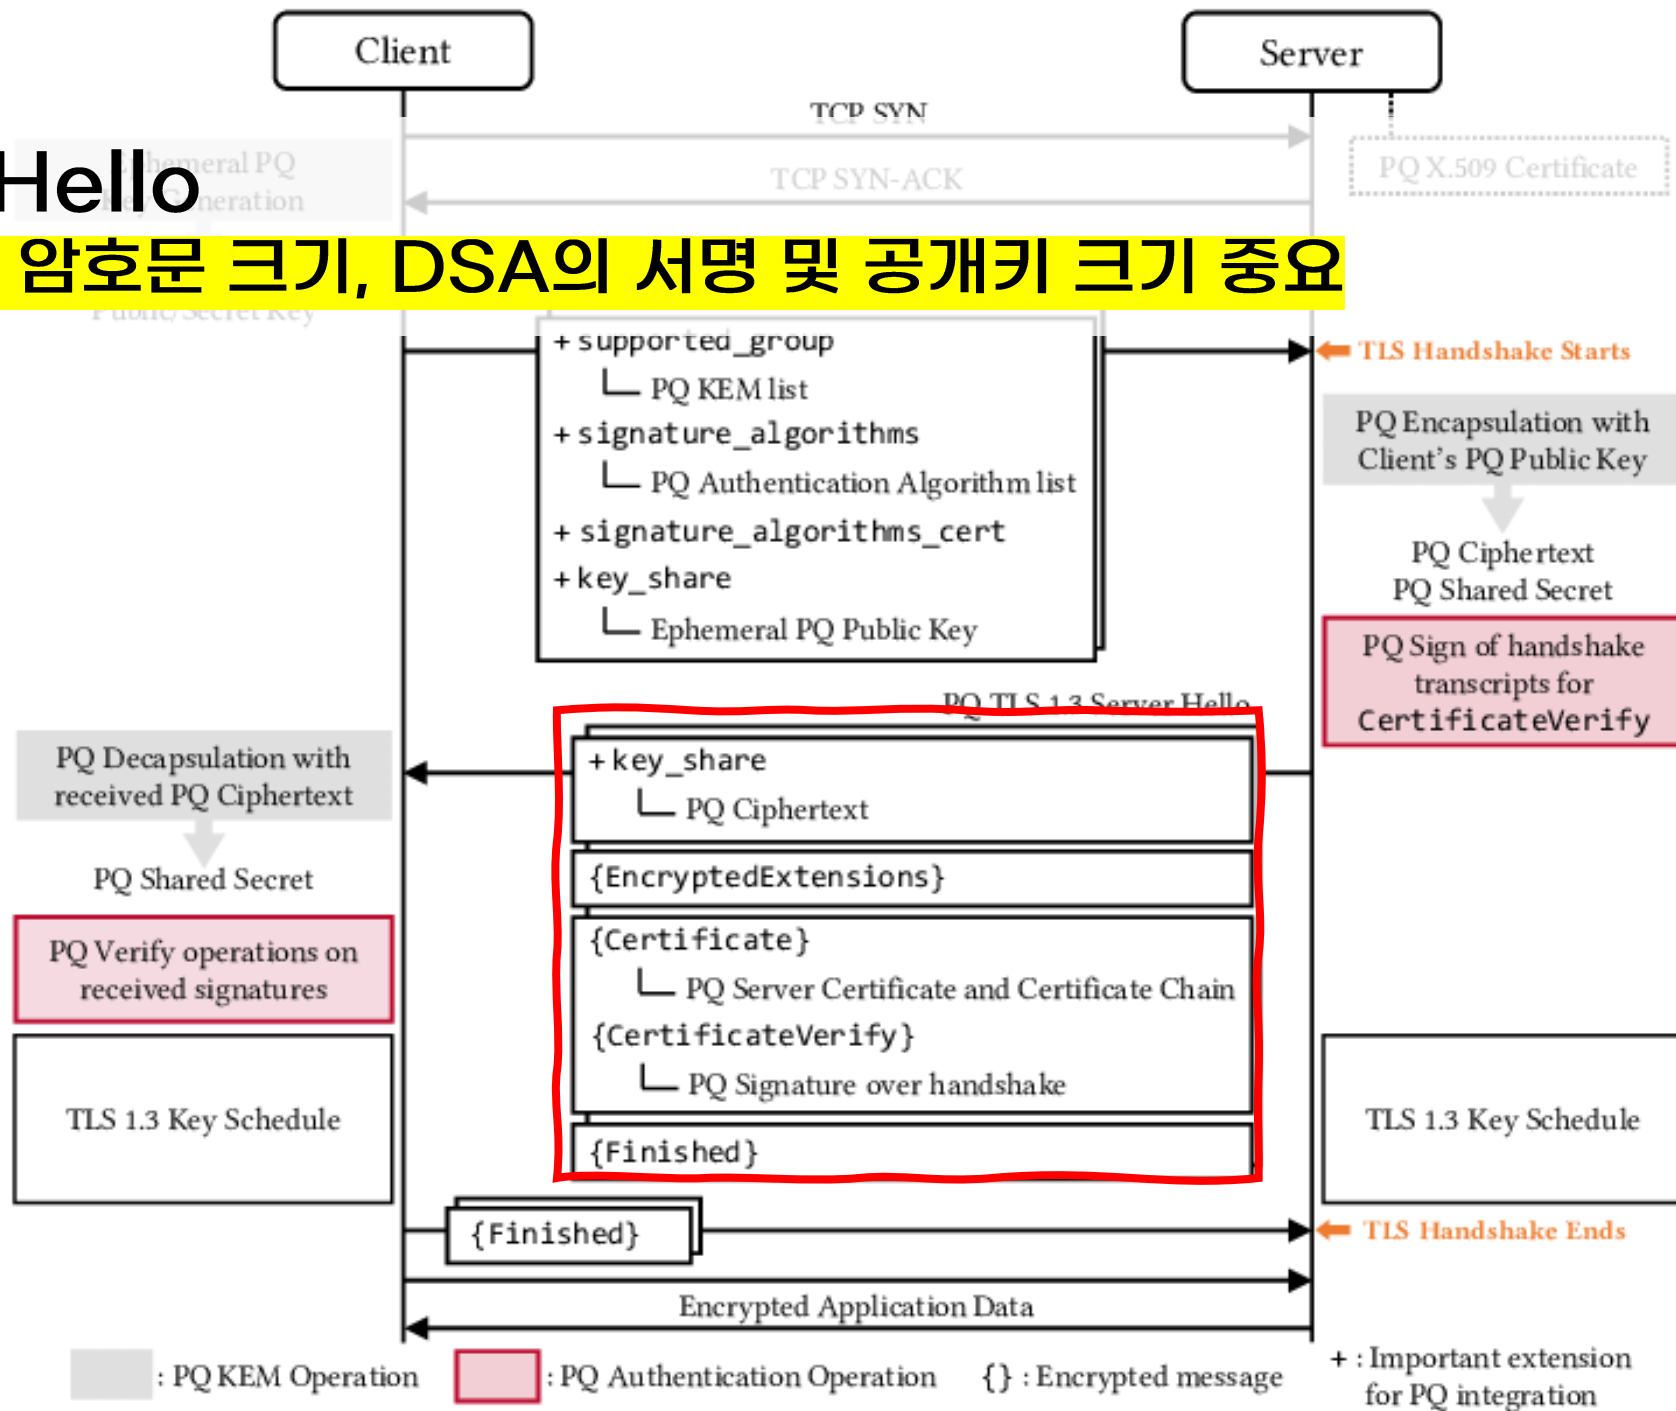 Client
Server
TCP SYN
Ephemeral PQ
Key Generation
TCP SYN-ACK
PQ X.509 Certificate
Hello
암호문 크기, DSA의 서명 및 공개키 크기 중요
Public/Secret Key
+ supported_group
PQ KEM list
+ signature_algorithms
PQ Authentication Algorithm list
+ signature_algorithms_cert
+ key_share
Ephemeral PQ Public Key
TLS Handshake Starts
PQ Encapsulation with
Client's PQ Public Key
PQ Ciphertext
PQ Shared Secret
PQ Sign of handshake
transcripts for
CertificateVerify
PQ TLS 1.3 Server Hello
+ key_share
PQ Ciphertext
{EncryptedExtensions}
{Certificate}
PQ Server Certificate and Certificate Chain
{CertificateVerify}
PQ Signature over handshake
{Finished}
PQ Decapsulation with
received PQ Ciphertext
PQ Shared Secret
PQ Verify operations on
received signatures
TLS 1.3 Key Schedule
TLS 1.3 Key Schedule
{Finished}
TLS Handshake Ends
Encrypted Application Data
: PQ KEM Operation
: PQ Authentication Operation
{} : Encrypted message
+ : Important extension
for PQ integration